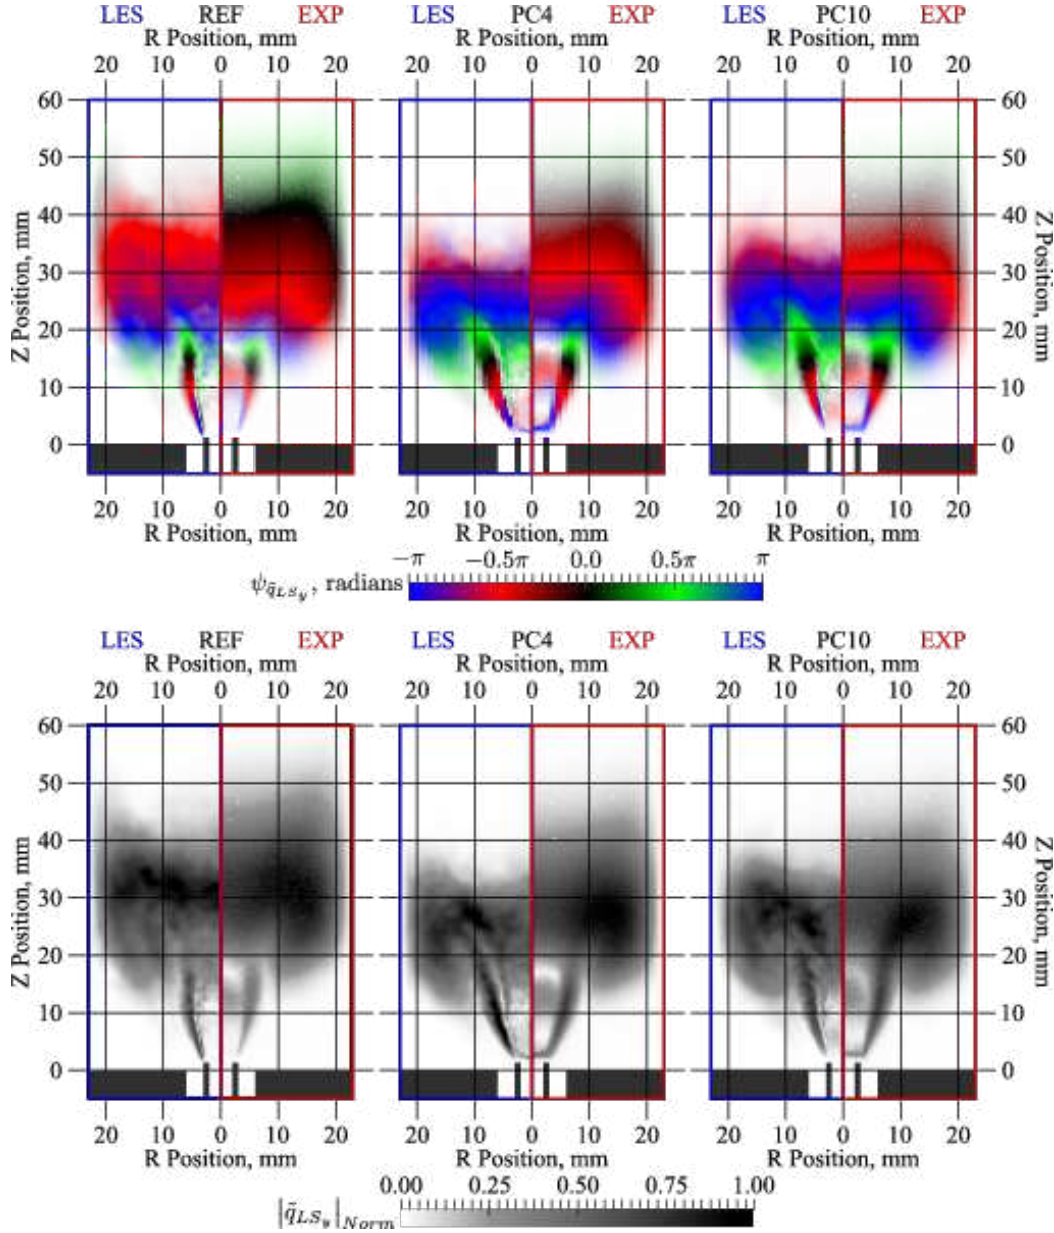 LES REF EXP LES PC4 EXP LES PC10 EXP
R Position, mm R Position, mm R Position, mm
20 10 0 10 20 20 10 0 10 20 20 10 0 10 20
60 60
50 50
40 40
30 30
20 20
10 10
0 0
Z Position, mm Z Position, mm
20 10 0 10 20 20 10 0 10 20 20 10 0 10 20
R Position, mm R Position, mm R Position, mm
−π −0.5π 0.0 0.5π π
ψ_{q̃_{LS_y}}, radians
LES REF EXP LES PC4 EXP LES PC10 EXP
R Position, mm R Position, mm R Position, mm
20 10 0 10 20 20 10 0 10 20 20 10 0 10 20
60 60
50 50
40 40
30 30
20 20
10 10
0 0
Z Position, mm Z Position, mm
20 10 0 10 20 20 10 0 10 20 20 10 0 10 20
R Position, mm R Position, mm R Position, mm
0.00 0.25 0.50 0.75 1.00
|q̃_{LS_y}|_{Norm}